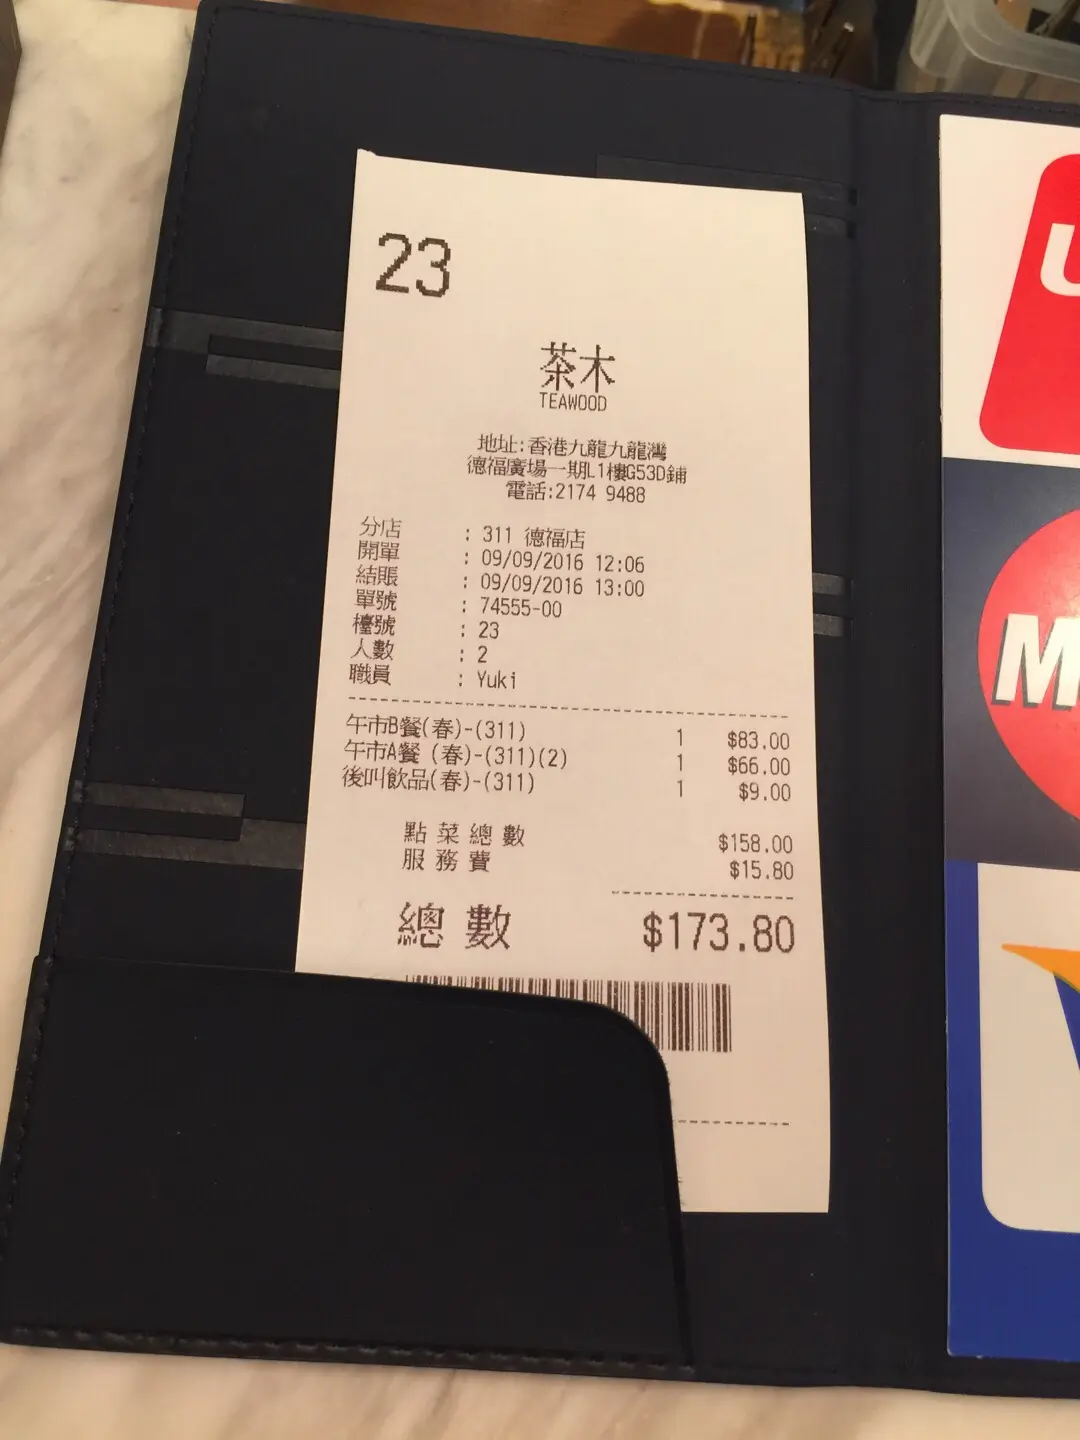 23
茶木
TEAWOOD
地址:香港九龍九龍灣
德福廣場一期L1樓G53D鋪
電話:2174 9488
分店 : 311 德福店
開單 : 09/09/2016 12:06
結賬 : 09/09/2016 13:00
單號 : 74555-00
檯號 : 23
人數 : 2
職員 : Yuki
午市B餐(春)-(311) 1 $83.00
午市A餐 (春)-(311)(2) 1 $66.00
後叫飲品(春)-(311) 1 $9.00
點菜總數 $158.00
服務費 $15.80
總數 $173.80
U
M